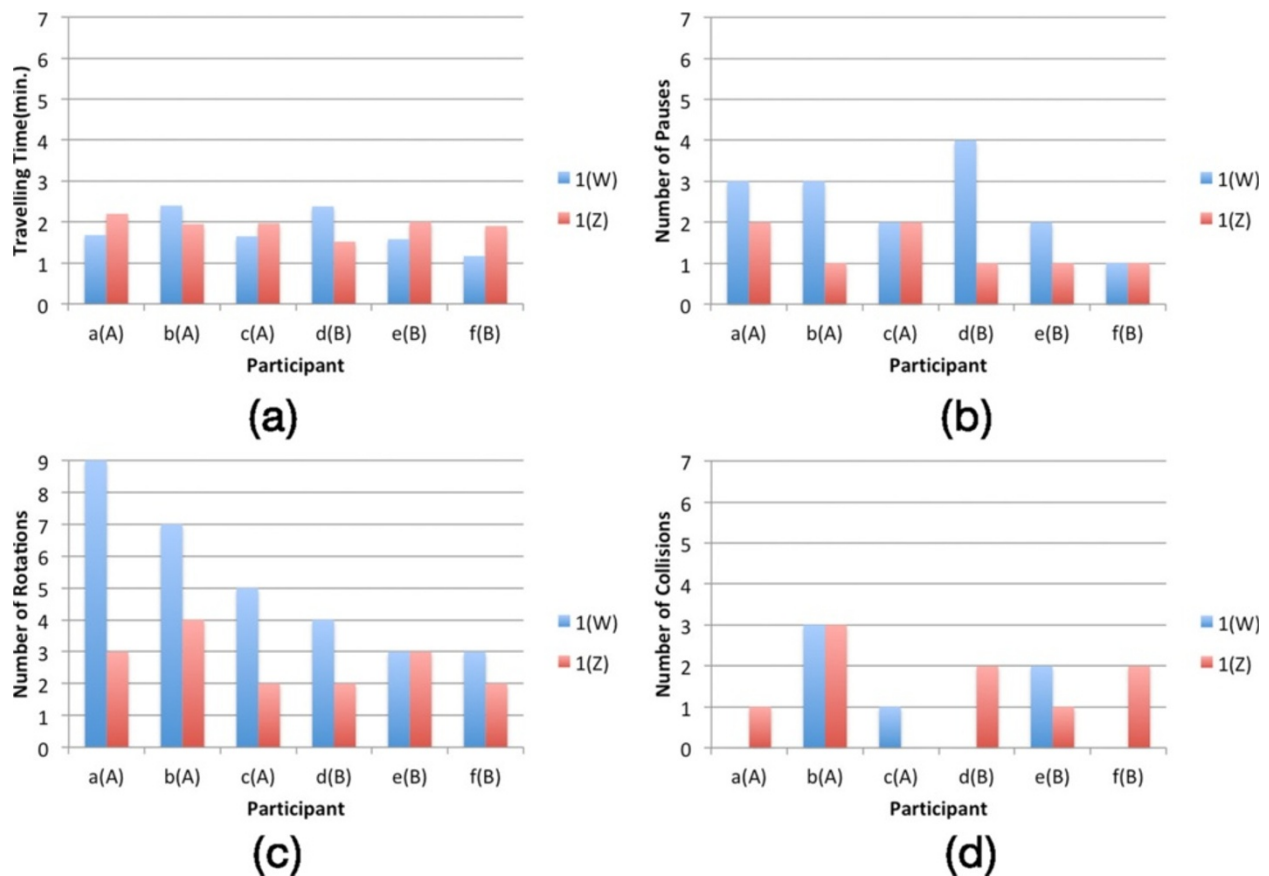 Travelling Time(min.)
7
6
5
4
3
2
1
0
a(A) b(A) c(A) d(B) e(B) f(B)
Participant
1(W)
1(Z)
(a)
Number of Pauses
7
6
5
4
3
2
1
0
a(A) b(A) c(A) d(B) e(B) f(B)
Participant
1(W)
1(Z)
(b)
Number of Rotations
9
8
7
6
5
4
3
2
1
0
a(A) b(A) c(A) d(B) e(B) f(B)
Participant
1(W)
1(Z)
(c)
Number of Collisions
7
6
5
4
3
2
1
0
a(A) b(A) c(A) d(B) e(B) f(B)
Participant
1(W)
1(Z)
(d)